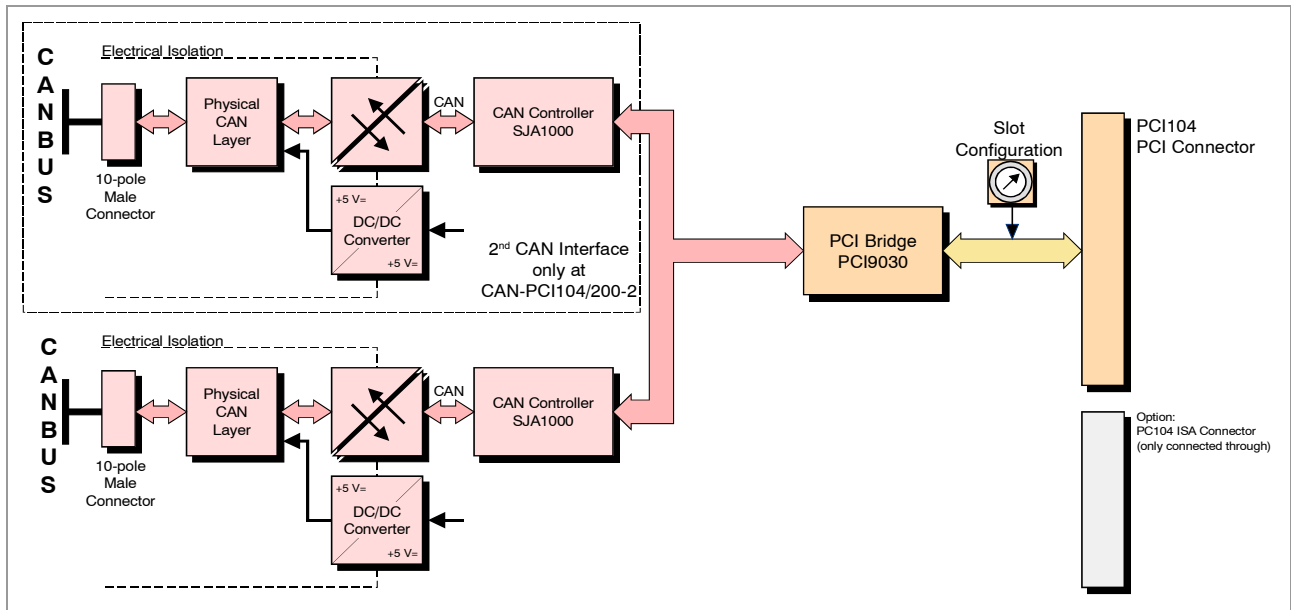 C
A
N
B
U
S
Electrical Isolation
10-pole
Male
Connector
Physical
CAN
Layer
CAN
CAN Controller
SJA1000
+5 V=
DC/DC
Converter
+5 V=
2nd CAN Interface
only at
CAN-PCI104/200-2
PCI Bridge
PCI9030
Slot
Configuration
PCI104
PCI Connector
C
A
N
B
U
S
Electrical Isolation
10-pole
Male
Connector
Physical
CAN
Layer
CAN
CAN Controller
SJA1000
+5 V=
DC/DC
Converter
+5 V=
Option:
PC104 ISA Connector
(only connected through)